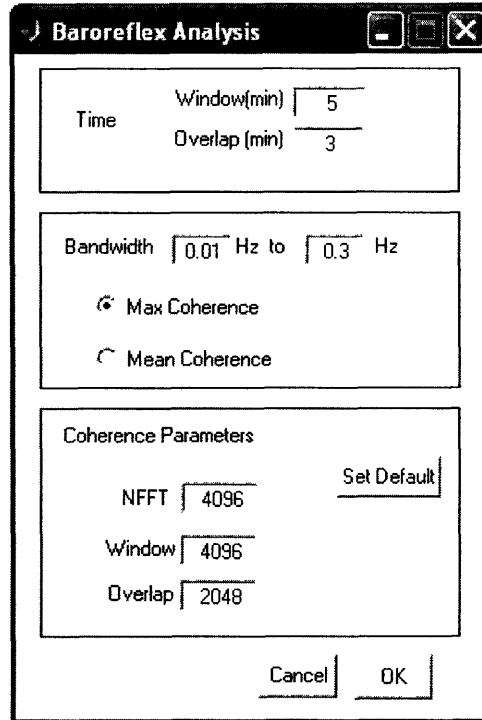 Baroreflex Analysis
Time
Window(min) 5
Overlap (min) 3
Bandwidth 0.01 Hz to 0.3 Hz
Max Coherence
Mean Coherence
Coherence Parameters
Set Default
NFFT 4096
Window 4096
Overlap 2048
Cancel OK